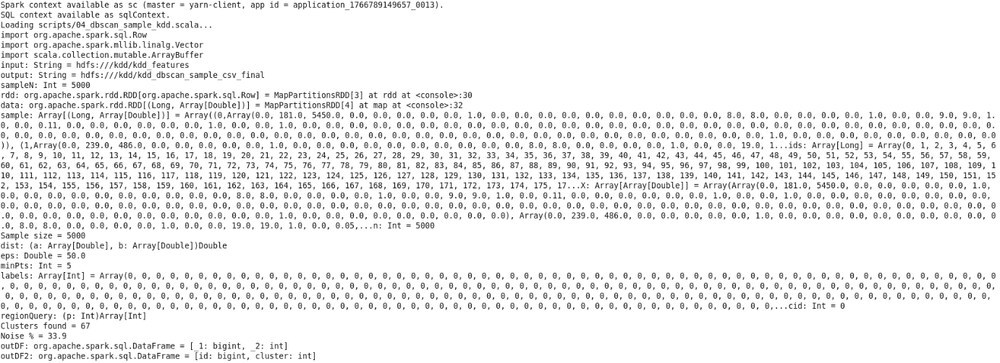 Spark context available as sc (master = yarn-client, app id = application_1766789149657_0013).
SQL context available as sqlContext.
Loading scripts/04_dbscan_sample_kdd.scala...
import org.apache.spark.sql.Row
import org.apache.spark.mllib.linalg.Vector
import scala.collection.mutable.ArrayBuffer
input: String = hdfs:///kdd/kdd_features
output: String = hdfs:///kdd/kdd_dbscan_sample_csv_final
sampleN: Int = 5000
rdd: org.apache.spark.rdd.RDD[org.apache.spark.sql.Row] = MapPartitionsRDD[3] at rdd at <console>:30
data: org.apache.spark.rdd.RDD[(Long, Array[Double])] = MapPartitionsRDD[4] at map at <console>:32
sample: Array[(Long, Array[Double])] = Array((0,Array(0.0, 181.0, 5450.0, 0.0, 0.0, 0.0, 0.0, 0.0, 1.0, 0.0, 0.0, 0.0, 0.0, 0.0, 0.0, 0.0, 0.0, 0.0, 0.0, 8.0, 8.0, 0.0, 0.0, 0.0, 0.0, 1.0, 0.0, 0.0, 9.0, 9.0, 1.
0, 0.0, 0.11, 0.0, 0.0, 0.0, 0.0, 0.0, 0.0, 1.0, 0.0, 0.0, 1.0, 0.0, 0.0, 0.0, 0.0, 0.0, 0.0, 0.0, 0.0, 0.0, 0.0, 0.0, 0.0, 0.0, 0.0, 0.0, 0.0, 0.0, 0.0, 0.0, 0.0, 0.0, 0.0, 0.0, 0.0, 0.0, 0.0, 0.0, 0.0, 0.0, 0.
0, 0.0, 0.0, 0.0, 0.0, 0.0, 0.0, 0.0, 0.0, 0.0, 0.0, 0.0, 0.0, 0.0, 0.0, 0.0, 0.0, 0.0, 0.0, 0.0, 0.0, 0.0, 0.0, 0.0, 0.0, 0.0, 0.0, 0.0, 0.0, 0.0, 0.0, 0.0, 0.0, 1.0, 0.0, 0.0, 0.0, 0.0, 0.0, 0.0, 0.0, 0.0, 0.0
)), (1,Array(0.0, 239.0, 486.0, 0.0, 0.0, 0.0, 0.0, 0.0, 1.0, 0.0, 0.0, 0.0, 0.0, 0.0, 0.0, 0.0, 0.0, 0.0, 0.0, 8.0, 8.0, 0.0, 0.0, 0.0, 0.0, 1.0, 0.0, 0.0, 19.0, 1...ids: Array[Long] = Array(0, 1, 2, 3, 4, 5, 6
, 7, 8, 9, 10, 11, 12, 13, 14, 15, 16, 17, 18, 19, 20, 21, 22, 23, 24, 25, 26, 27, 28, 29, 30, 31, 32, 33, 34, 35, 36, 37, 38, 39, 40, 41, 42, 43, 44, 45, 46, 47, 48, 49, 50, 51, 52, 53, 54, 55, 56, 57, 58, 59, 
60, 61, 62, 63, 64, 65, 66, 67, 68, 69, 70, 71, 72, 73, 74, 75, 76, 77, 78, 79, 80, 81, 82, 83, 84, 85, 86, 87, 88, 89, 90, 91, 92, 93, 94, 95, 96, 97, 98, 99, 100, 101, 102, 103, 104, 105, 106, 107, 108, 109, 1
10, 111, 112, 113, 114, 115, 116, 117, 118, 119, 120, 121, 122, 123, 124, 125, 126, 127, 128, 129, 130, 131, 132, 133, 134, 135, 136, 137, 138, 139, 140, 141, 142, 143, 144, 145, 146, 147, 148, 149, 150, 151, 15
2, 153, 154, 155, 156, 157, 158, 159, 160, 161, 162, 163, 164, 165, 166, 167, 168, 169, 170, 171, 172, 173, 174, 175, 17...X: Array[Array[Double]] = Array(Array(0.0, 181.0, 5450.0, 0.0, 0.0, 0.0, 0.0, 0.0, 1.0, 
0.0, 0.0, 0.0, 0.0, 0.0, 0.0, 0.0, 0.0, 0.0, 0.0, 8.0, 8.0, 0.0, 0.0, 0.0, 0.0, 1.0, 0.0, 0.0, 9.0, 9.0, 1.0, 0.0, 0.11, 0.0, 0.0, 0.0, 0.0, 0.0, 0.0, 1.0, 0.0, 0.0, 1.0, 0.0, 0.0, 0.0, 0.0, 0.0, 0.0, 0.0, 0.0, 
0.0, 0.0, 0.0, 0.0, 0.0, 0.0, 0.0, 0.0, 0.0, 0.0, 0.0, 0.0, 0.0, 0.0, 0.0, 0.0, 0.0, 0.0, 0.0, 0.0, 0.0, 0.0, 0.0, 0.0, 0.0, 0.0, 0.0, 0.0, 0.0, 0.0, 0.0, 0.0, 0.0, 0.0, 0.0, 0.0, 0.0, 0.0, 0.0, 0.0, 0.0, 0.0, 0
.0, 0.0, 0.0, 0.0, 0.0, 0.0, 0.0, 0.0, 0.0, 0.0, 0.0, 0.0, 1.0, 0.0, 0.0, 0.0, 0.0, 0.0, 0.0, 0.0, 0.0, 0.0), Array(0.0, 239.0, 486.0, 0.0, 0.0, 0.0, 0.0, 0.0, 1.0, 0.0, 0.0, 0.0, 0.0, 0.0, 0.0, 0.0, 0.0, 0.0, 0
.0, 8.0, 8.0, 0.0, 0.0, 0.0, 0.0, 1.0, 0.0, 0.0, 19.0, 19.0, 1.0, 0.0, 0.05,...n: Int = 5000
Sample size = 5000
dist: (a: Array[Double], b: Array[Double])Double
eps: Double = 50.0
minPts: Int = 5
labels: Array[Int] = Array(0, 0, 0, 0, 0, 0, 0, 0, 0, 0, 0, 0, 0, 0, 0, 0, 0, 0, 0, 0, 0, 0, 0, 0, 0, 0, 0, 0, 0, 0, 0, 0, 0, 0, 0, 0, 0, 0, 0, 0, 0, 0, 0, 0, 0, 0, 0, 0, 0, 0, 0, 0, 0, 0, 0, 0, 0, 0, 0, 0, 0, 0
, 0, 0, 0, 0, 0, 0, 0, 0, 0, 0, 0, 0, 0, 0, 0, 0, 0, 0, 0, 0, 0, 0, 0, 0, 0, 0, 0, 0, 0, 0, 0, 0, 0, 0, 0, 0, 0, 0, 0, 0, 0, 0, 0, 0, 0, 0, 0, 0, 0, 0, 0, 0, 0, 0, 0, 0, 0, 0, 0, 0, 0, 0, 0, 0, 0, 0, 0, 0, 0, 0,
 0, 0, 0, 0, 0, 0, 0, 0, 0, 0, 0, 0, 0, 0, 0, 0, 0, 0, 0, 0, 0, 0, 0, 0, 0, 0, 0, 0, 0, 0, 0, 0, 0, 0, 0, 0, 0, 0, 0, 0, 0, 0, 0, 0, 0, 0, 0, 0, 0, 0, 0, 0, 0, 0, 0, 0, 0, 0, 0, 0, 0, 0, 0, 0, 0, 0, 0, 0, 0, 0, 
0, 0, 0, 0, 0, 0, 0, 0, 0, 0, 0, 0, 0, 0, 0, 0, 0, 0, 0, 0, 0, 0, 0, 0, 0, 0, 0, 0, 0, 0, 0, 0, 0, 0, 0, 0, 0, 0, 0, 0, 0, 0, 0, 0, 0, 0, 0, 0, 0, 0, 0, 0, 0, 0, 0,...cid: Int = 0
regionQuery: (p: Int)Array[Int]
Clusters found = 67
Noise % = 33.9
outDF: org.apache.spark.sql.DataFrame = [_1: bigint, _2: int]
outDF2: org.apache.spark.sql.DataFrame = [id: bigint, cluster: int]